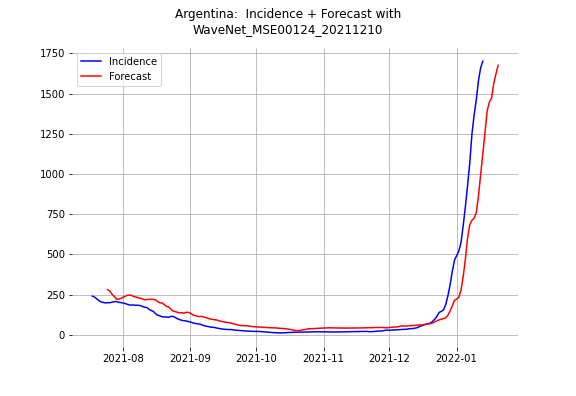 Argentina:  Incidence + Forecast with
WaveNet_MSE00124_20211210
Incidence
Forecast
1750
1500
1250
1000
750
500
250
0
2021-08 2021-09 2021-10 2021-11 2021-12 2022-01